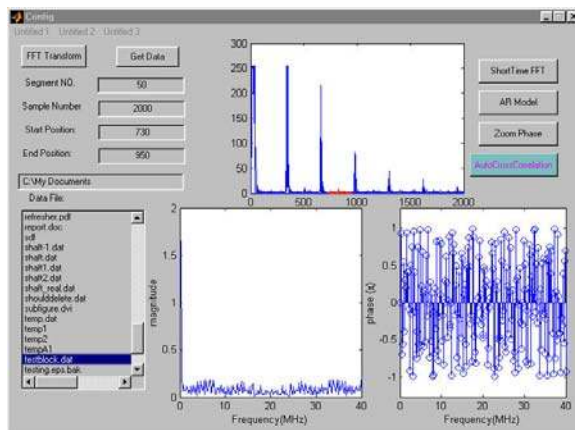 Config
Untitled 1 Untitled 2 Untitled 3
FFT Transform
Get Data
Segment NO.
50
Sample Number
2000
Start Position:
730
End Position:
950
C:\My Documents
Data File:
refresher.pdf
report.doc
sdf
shaft-1.dat
shaft.dat
shaft1.dat
shaft2.dat
shaft_real.dat
shoulddelete.dat
subfigure.dvi
temp.dat
temp1
temp2
tempA1
testblock.dat
testing.eps.bak
300
250
200
150
100
50
0
0 500 1000 1500 2000
ShortTime FFT
AR Model
Zoom Phase
AutoCrossCorelation
2
1.5
1
0.5
0
magnitude
0 10 20 30 40
Frequency(MHz)
1
0.5
0
-0.5
-1
phase (π)
0 10 20 30 40
Frequency(MHz)